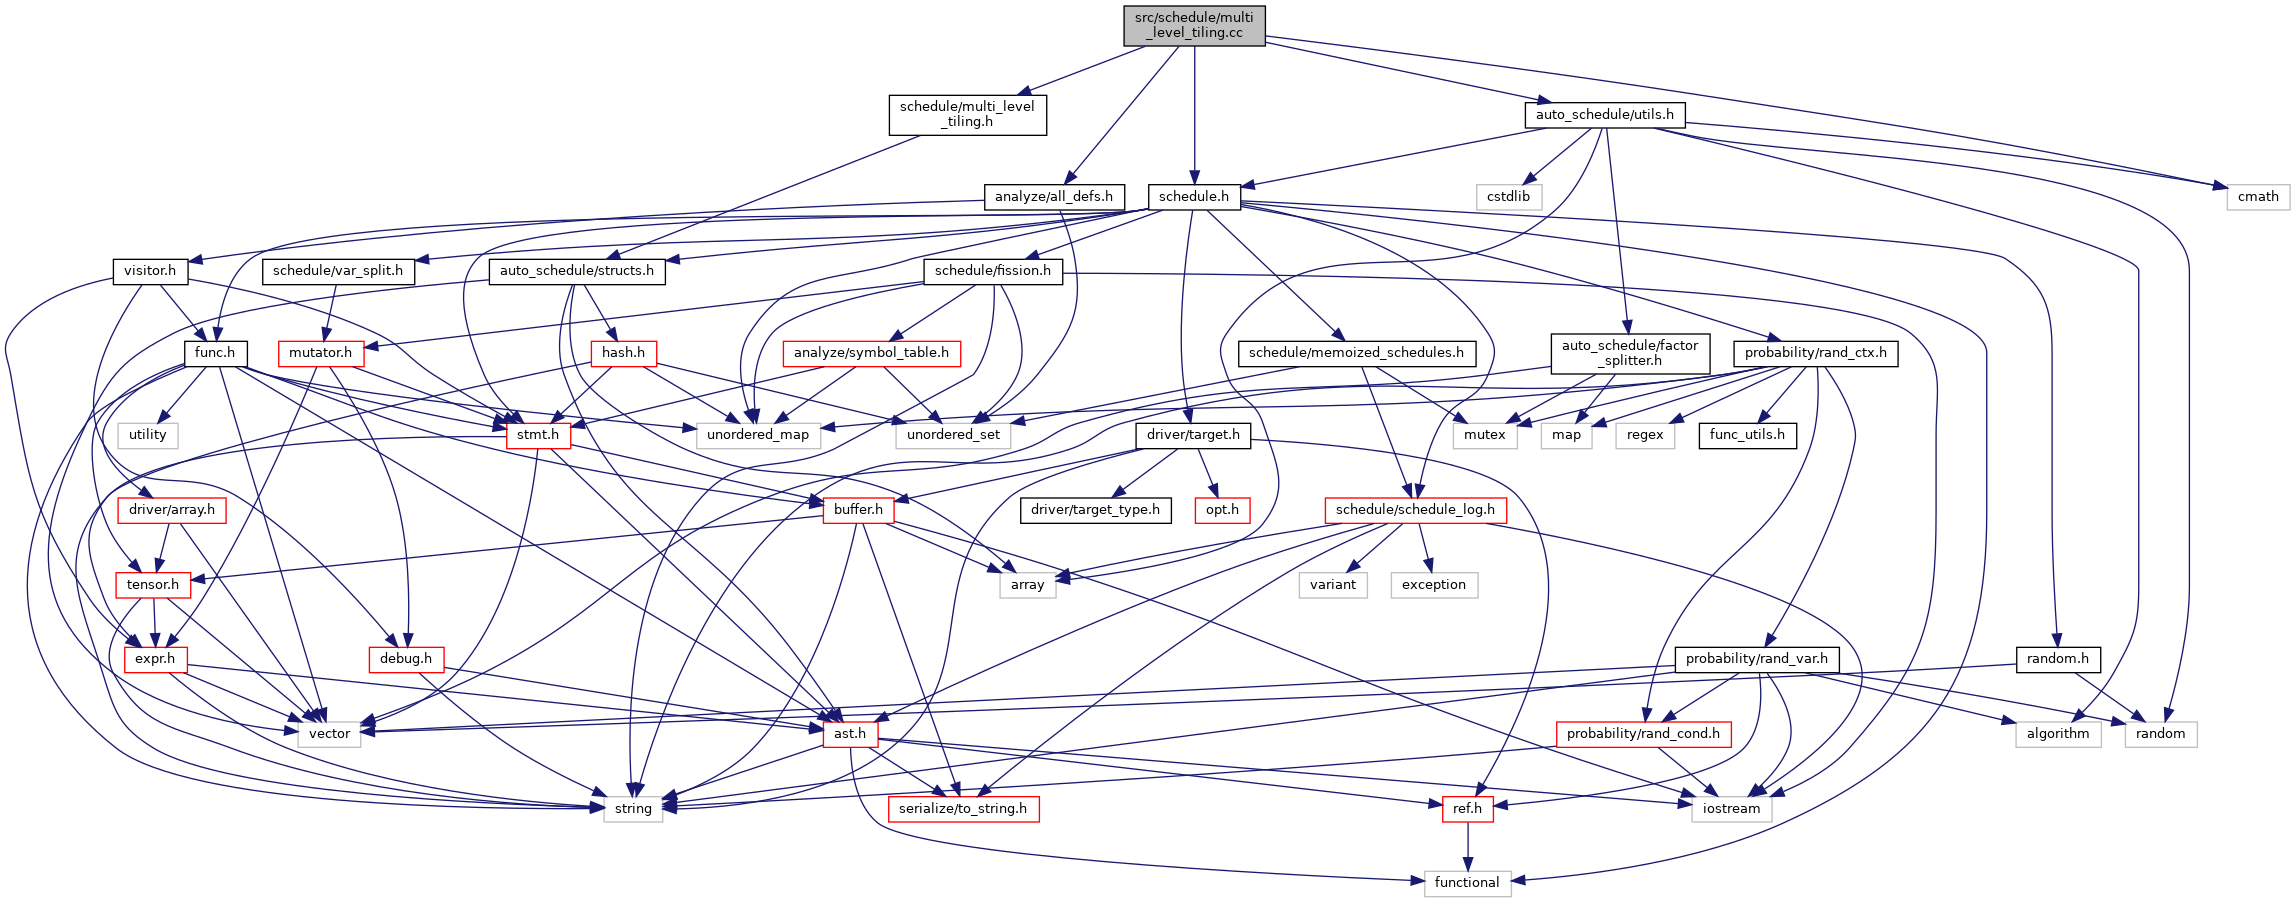 src/schedule/multi
_level_tiling.cc
schedule/multi_level
_tiling.h
auto_schedule/utils.h
analyze/all_defs.h
schedule.h
cstdlib
cmath
visitor.h
schedule/var_split.h
auto_schedule/structs.h
schedule/fission.h
func.h
mutator.h
hash.h
analyze/symbol_table.h
schedule/memoized_schedules.h
auto_schedule/factor
_splitter.h
probability/rand_ctx.h
utility
stmt.h
unordered_map
unordered_set
driver/target.h
mutex
map
regex
func_utils.h
driver/array.h
buffer.h
driver/target_type.h
opt.h
schedule/schedule_log.h
tensor.h
array
variant
exception
expr.h
debug.h
probability/rand_var.h
random.h
vector
ast.h
probability/rand_cond.h
algorithm
random
string
serialize/to_string.h
ref.h
iostream
functional